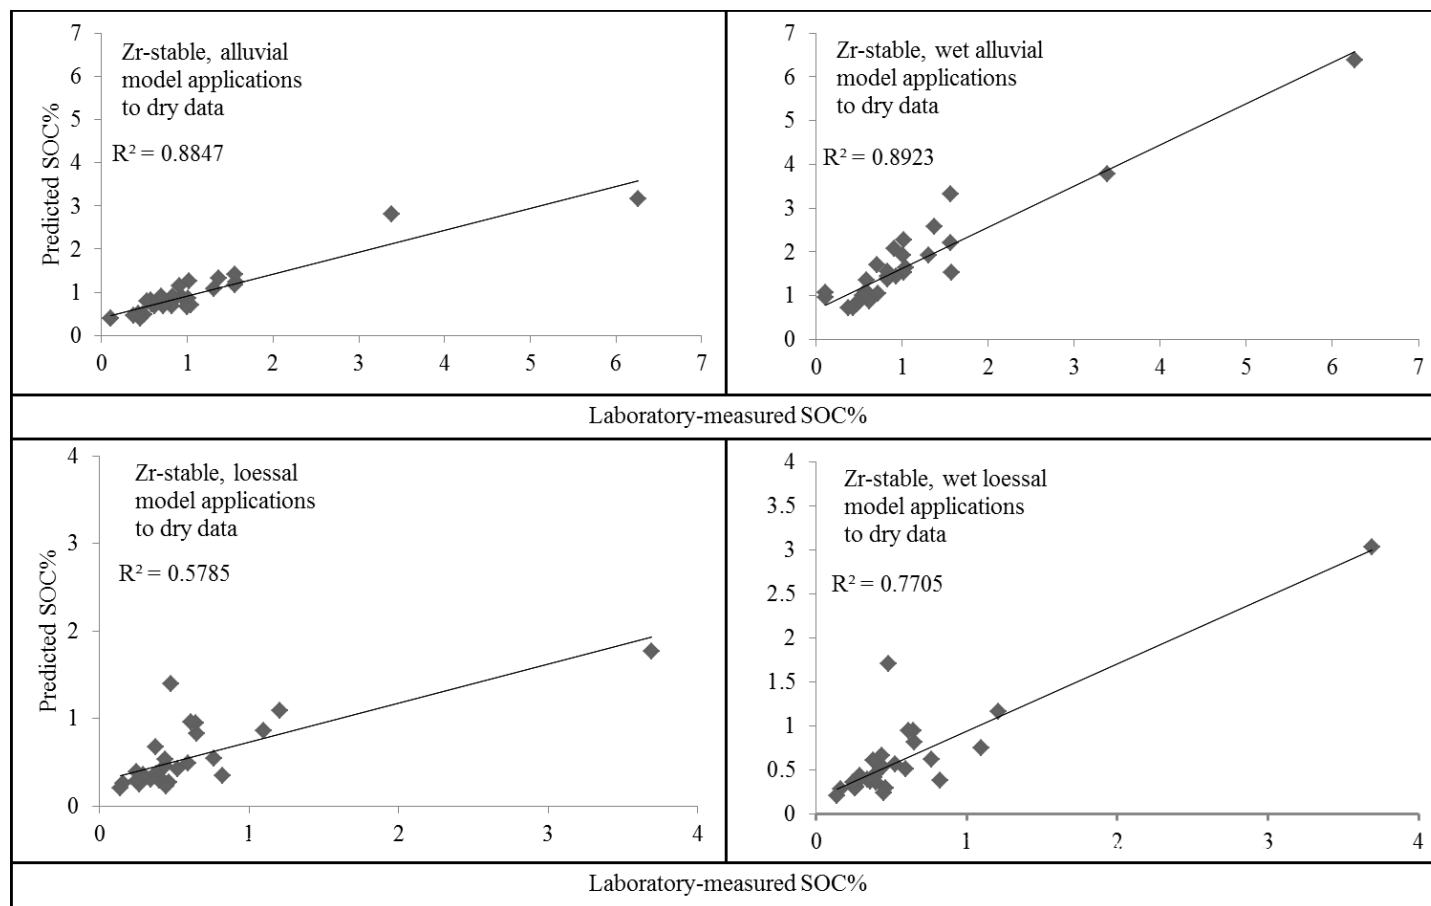 Zr-stable, alluvial
model applications
to dry data
R² = 0.8847
Predicted SOC%
7
6
5
4
3
2
1
0
0 1 2 3 4 5 6 7
Zr-stable, wet alluvial
model applications
to dry data
R² = 0.8923
7
6
5
4
3
2
1
0
0 1 2 3 4 5 6 7
Laboratory-measured SOC%
Zr-stable, loessal
model applications
to dry data
R² = 0.5785
Predicted SOC%
4
3
2
1
0
0 1 2 3 4
Zr-stable, wet loessal
model applications
to dry data
R² = 0.7705
4
3.5
3
2.5
2
1.5
1
0.5
0
0 1 2 3 4
Laboratory-measured SOC%